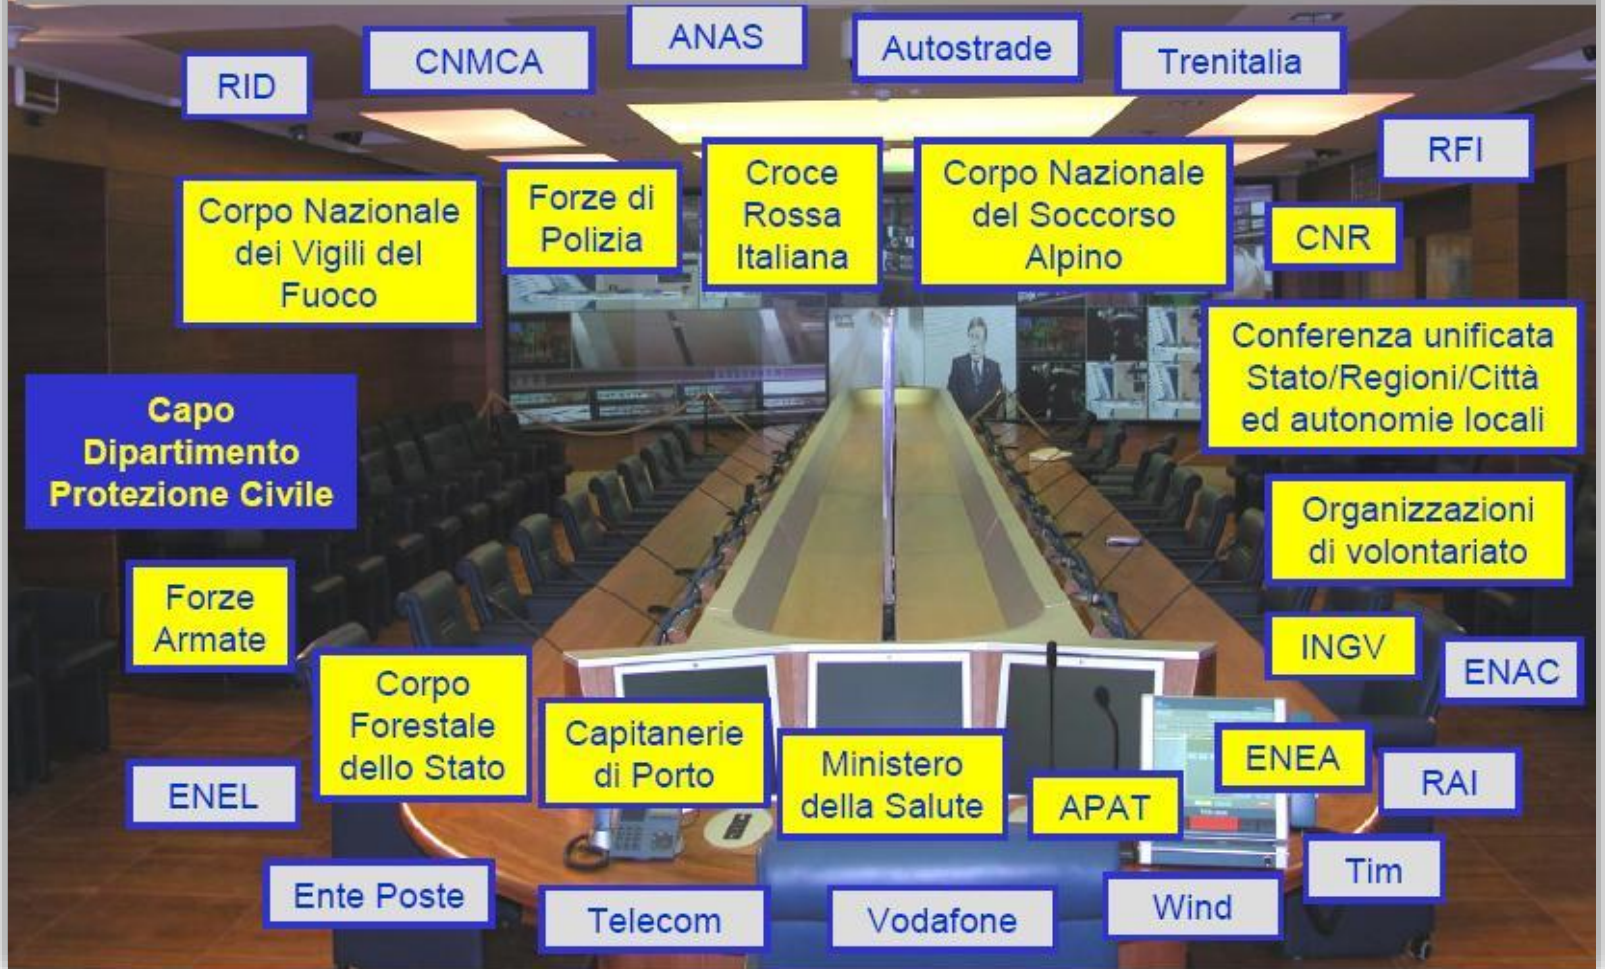 ANAS
CNMCA
Autostrade
Trenitalia
RID
RFI
Corpo Nazionale
dei Vigili del
Fuoco
Forze di
Polizia
Croce
Rossa
Italiana
Corpo Nazionale
del Soccorso
Alpino
CNR
Conferenza unificata
Stato/Regioni/Città
ed autonomie locali
Capo
Dipartimento
Protezione Civile
Organizzazioni
di volontariato
Forze
Armate
INGV
ENAC
Corpo
Forestale
dello Stato
Capitanerie
di Porto
Ministero
della Salute
APAT
ENEA
RAI
ENEL
Ente Poste
Telecom
Vodafone
Wind
Tim